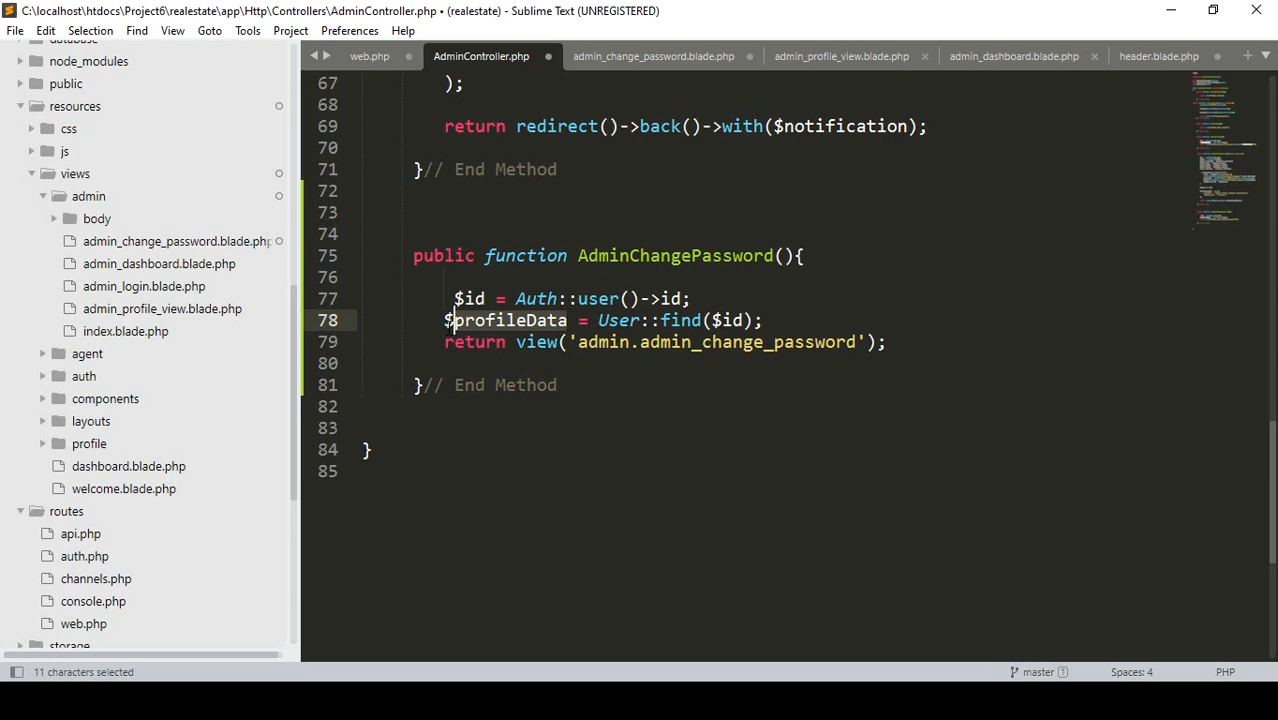 C:\xampp\htdocs\Project6\realestate\app\Http\Controllers\AdminController.php • (realestate) - Sublime Text (UNREGISTERED)
File Edit Selection Find View Goto Tools Project Preferences Help
web.php AdminController.php admin_change_password.blade.php admin_profile_view.blade.php admin_dashboard.blade.php header.blade.php
database
node_modules
public
resources
css
js
views
admin
body
admin_change_password.blade.php
admin_dashboard.blade.php
admin_login.blade.php
admin_profile_view.blade.php
index.blade.php
agent
auth
components
layouts
profile
dashboard.blade.php
welcome.blade.php
routes
api.php
auth.php
channels.php
console.php
web.php
storage
67 );
68
69 return redirect()->back()->with($notification);
70
71 }// End Method
72
73
74
75 public function AdminChangePassword(){
76
77 $id = Auth::user()->id;
78 $profileData = User::find($id);
79 return view('admin.admin_change_password');
80
81 }// End Method
82
83
84 }
85
11 characters selected
master 1 Spaces: 4 PHP